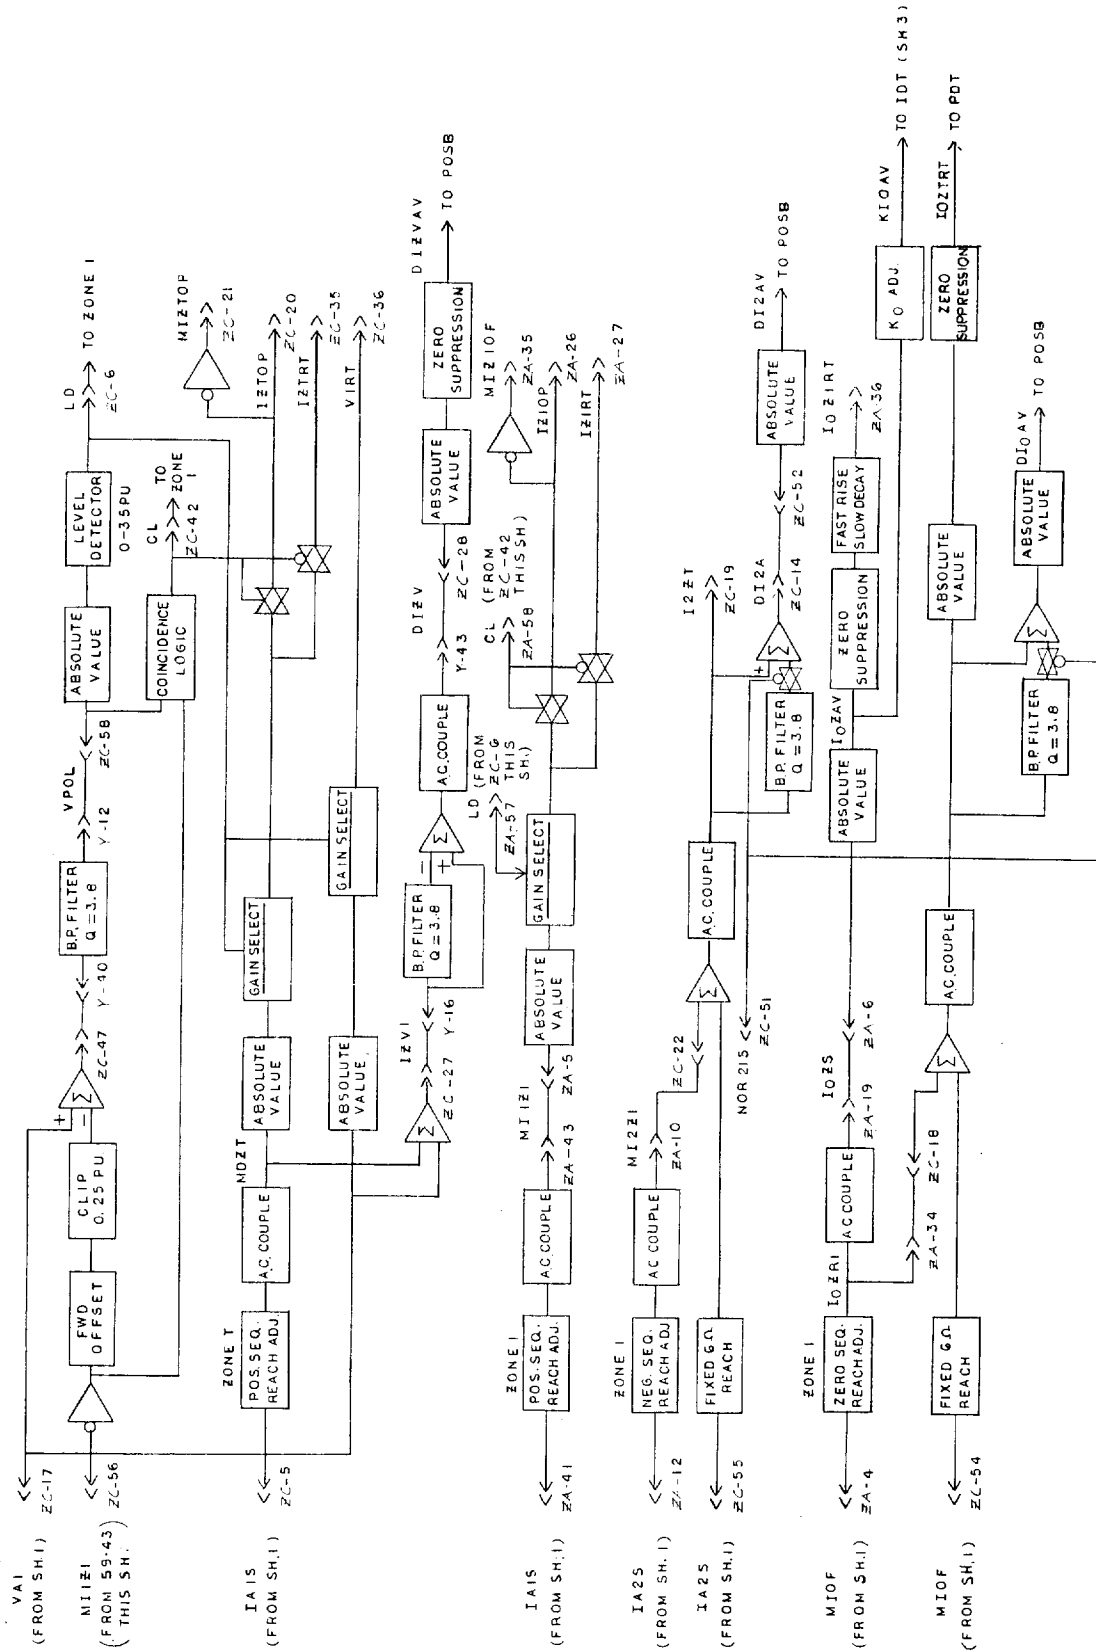 VA1
(FROM SH.1)
ZC-17
MI1Z1
(FROM 59-43)
(THIS SH.)
ZC-56
FWD
OFFSET
CLIP
0.25 PU
+
−
Σ
ZC-47
Y-40
B.P. FILTER
Q=3.8
VPOL
Y-12
ZC-58
ABSOLUTE
VALUE
LEVEL
DETECTOR
0-35PU
LD
ZC-6
TO ZONE 1
COINCIDENCE
LOGIC
CL
ZC-42
TO
ZONE
1
IA1S
(FROM SH.1)
ZC-5
ZONE T
POS. SEQ.
REACH ADJ.
A.C. COUPLE
MOZT
ABSOLUTE
VALUE
GAIN SELECT
MIZTOP
ZC-21
IZTOP
ZC-20
IZTRT
ZC-35
VIRT
ZC-36
ABSOLUTE
VALUE
GAIN SELECT
Σ
IZV1
ZC-27
Y-16
B.P. FILTER
Q=3.8
−
+
Σ
A.C. COUPLE
DIZV
Y-43
ZC-28
ABSOLUTE
VALUE
ZERO
SUPPRESSION
DIZVAV
TO POSB
IA1S
(FROM SH.1)
ZA-41
ZONE 1
POS. SEQ.
REACH ADJ.
A.C. COUPLE
MI1Z1
ZA-43
ZA-5
ABSOLUTE
VALUE
GAIN SELECT
LD (FROM
ZC-6
THIS
SH.)
ZA-57
CL (FROM
ZC-42
THIS SH)
ZA-58
MIZ1OF
ZA-35
IZ1OP
ZA-26
IZ1RT
ZA-27
IA2S
(FROM SH.1)
ZA-12
ZONE 1
NEG. SEQ.
REACH ADJ
AC COUPLE
MI2Z1
ZA-10
ZC-22
IA2S
(FROM SH.1)
ZC-55
FIXED 6Ω
REACH
Σ
A.C. COUPLE
I2ZT
ZC-19
NOR 215
ZC-51
B.P. FILTER
Q=3.8
+
Σ
DI2A
ZC-14
ZC-52
ABSOLUTE
VALUE
DI2AV
TO POSB
MIOF
(FROM SH.1)
ZA-4
ZONE 1
ZERO SEQ.
REACH ADJ.
IOZR1
AC COUPLE
IOZS
ZA-19
ZA-6
ABSOLUTE
VALUE
IOZAV
ZERO
SUPPRESSION
FAST RISE
SLOW DECAY
IOZ1RT
ZA-36
KO ADJ.
KIOAV
TO IDT (SH 3)
ZA-34
ZC-18
MIOF
(FROM SH.1)
ZC-54
FIXED 6Ω
REACH
Σ
A.C. COUPLE
ABSOLUTE
VALUE
ZERO
SUPPRESSION
IOZTRT
TO PDT
B.P. FILTER
Q=3.8
Σ
ABSOLUTE
VALUE
DIOAV
TO POSB